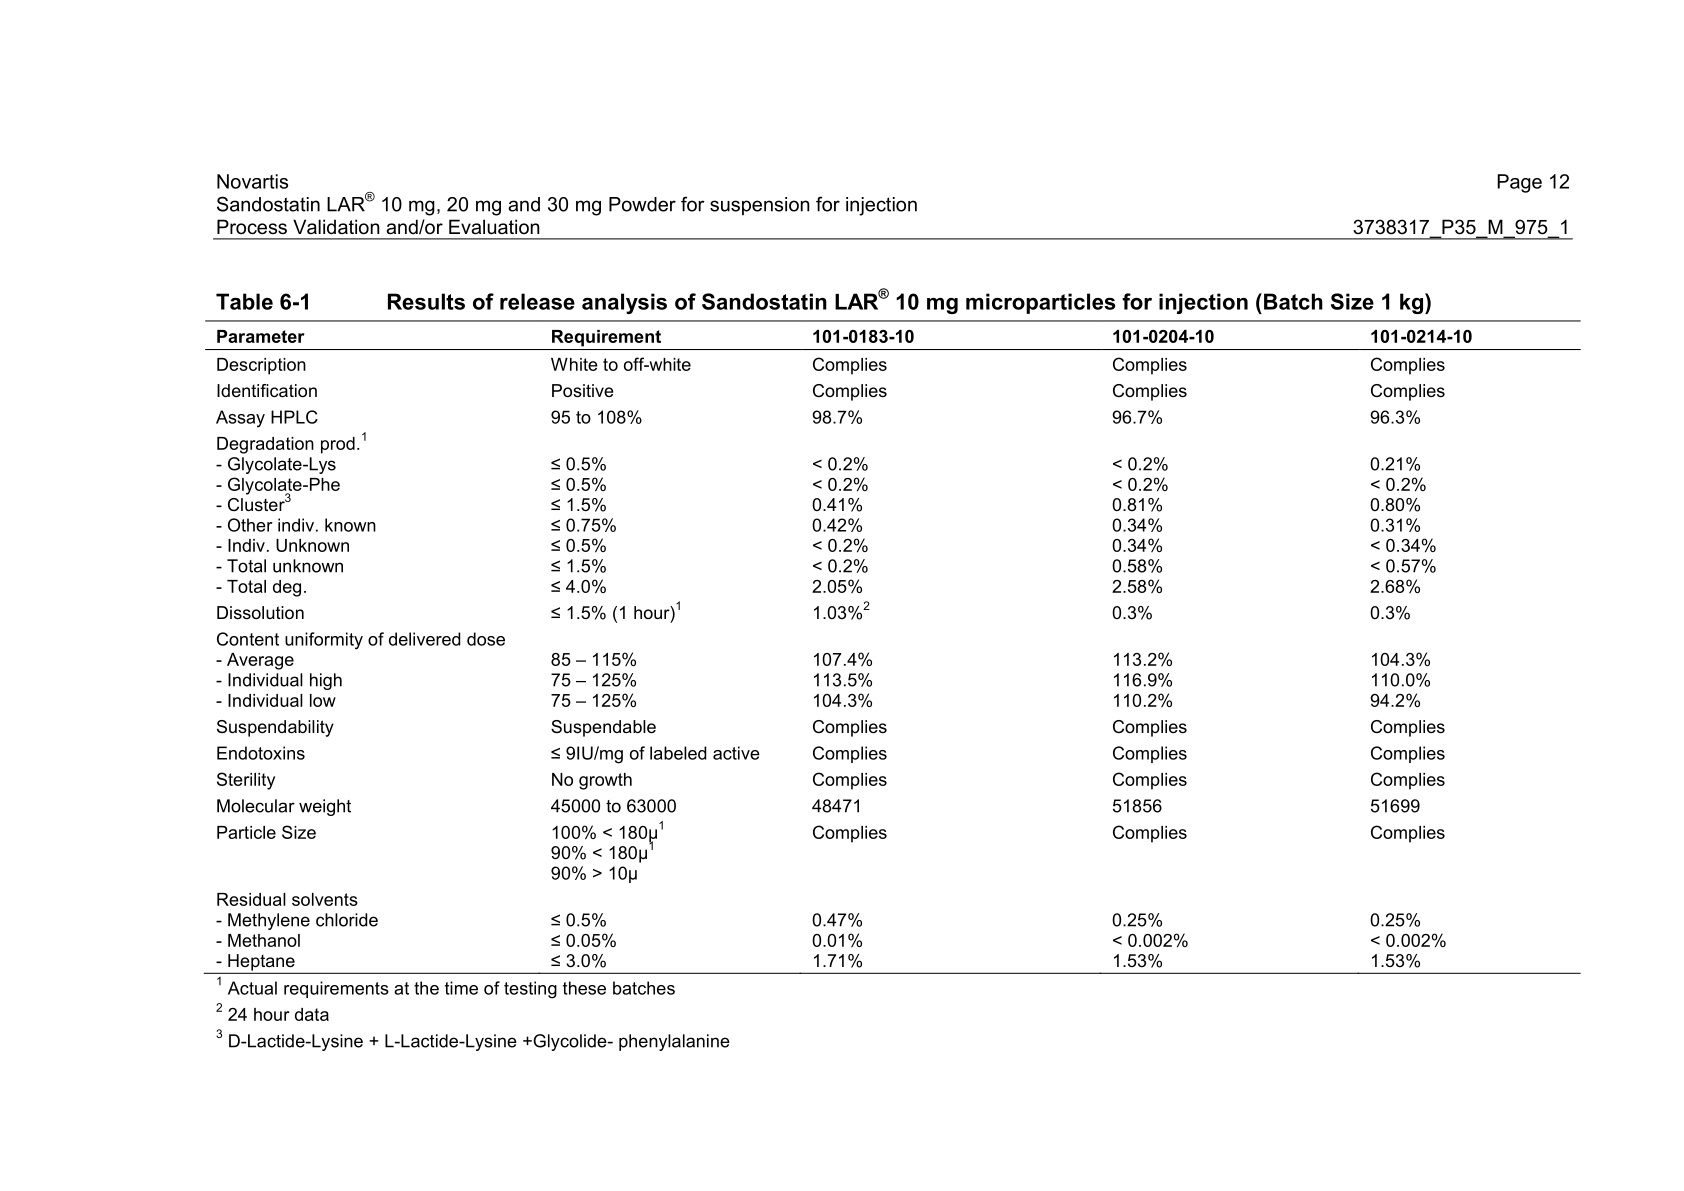 Novartis Page 12
Sandostatin LAR® 10 mg, 20 mg and 30 mg Powder for suspension for injection
Process Validation and/or Evaluation 3738317_P35_M_975_1
Table 6-1 Results of release analysis of Sandostatin LAR® 10 mg microparticles for injection (Batch Size 1 kg)
Parameter Requirement 101-0183-10 101-0204-10 101-0214-10
Description White to off-white Complies Complies Complies
Identification Positive Complies Complies Complies
Assay HPLC 95 to 108% 98.7% 96.7% 96.3%
Degradation prod.1
- Glycolate-Lys ≤ 0.5% < 0.2% < 0.2% 0.21%
- Glycolate-Phe ≤ 0.5% < 0.2% < 0.2% < 0.2%
- Cluster3 ≤ 1.5% 0.41% 0.81% 0.80%
- Other indiv. known ≤ 0.75% 0.42% 0.34% 0.31%
- Indiv. Unknown ≤ 0.5% < 0.2% 0.34% < 0.34%
- Total unknown ≤ 1.5% < 0.2% 0.58% < 0.57%
- Total deg. ≤ 4.0% 2.05% 2.58% 2.68%
Dissolution ≤ 1.5% (1 hour)1 1.03%2 0.3% 0.3%
Content uniformity of delivered dose
- Average 85 – 115% 107.4% 113.2% 104.3%
- Individual high 75 – 125% 113.5% 116.9% 110.0%
- Individual low 75 – 125% 104.3% 110.2% 94.2%
Suspendability Suspendable Complies Complies Complies
Endotoxins ≤ 9IU/mg of labeled active Complies Complies Complies
Sterility No growth Complies Complies Complies
Molecular weight 45000 to 63000 48471 51856 51699
Particle Size 100% < 180µ1 Complies Complies Complies
90% < 180µ1
90% > 10µ
Residual solvents
- Methylene chloride ≤ 0.5% 0.47% 0.25% 0.25%
- Methanol ≤ 0.05% 0.01% < 0.002% < 0.002%
- Heptane ≤ 3.0% 1.71% 1.53% 1.53%
1 Actual requirements at the time of testing these batches
2 24 hour data
3 D-Lactide-Lysine + L-Lactide-Lysine +Glycolide- phenylalanine